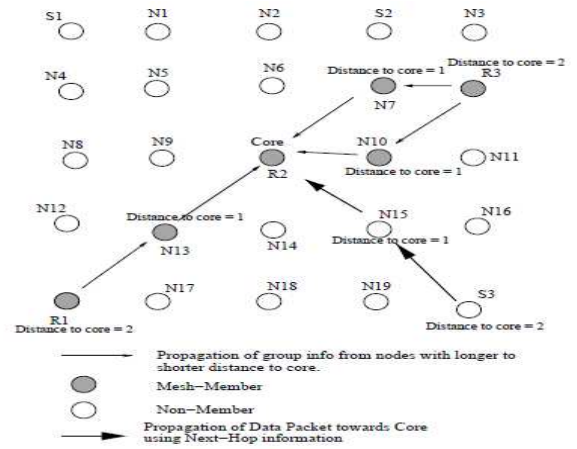 S1 N1 N2 S2 N3
Distance to core = 2
N4 N5 N6 Distance to core = 1 R3
N7
N8 N9 Core N10 N11
R2 Distance to core = 1
N12 Distance to core = 1 N15 N16
N13 N14 Distance to core = 1
N17 N18 N19 S3
R1
Distance to core = 2 Distance to core = 2
Propagation of group info from nodes with longer to
shorter distance to core.
Mesh-Member
Non-Member
Propagation of Data Packet towards Core
using Next-Hop information